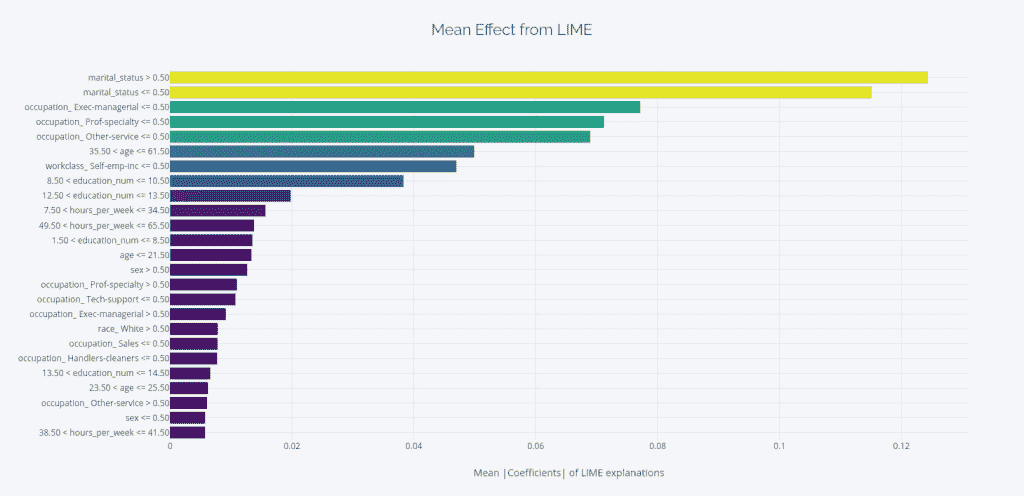 Mean Effect from LIME
marital_status > 0.50
marital_status <= 0.50
occupation_ Exec-managerial <= 0.50
occupation_ Prof-specialty <= 0.50
occupation_ Other-service <= 0.50
35.50 < age <= 61.50
workclass_ Self-emp-inc <= 0.50
8.50 < education_num <= 10.50
12.50 < education_num <= 13.50
7.50 < hours_per_week <= 34.50
49.50 < hours_per_week <= 65.50
1.50 < education_num <= 8.50
age <= 21.50
sex > 0.50
occupation_ Prof-specialty > 0.50
occupation_ Tech-support <= 0.50
occupation_ Exec-managerial > 0.50
race_ White > 0.50
occupation_ Sales <= 0.50
occupation_ Handlers-cleaners <= 0.50
13.50 < education_num <= 14.50
23.50 < age <= 25.50
occupation_ Other-service > 0.50
sex <= 0.50
38.50 < hours_per_week <= 41.50
0 0.02 0.04 0.06 0.08 0.1 0.12
Mean |Coefficients| of LIME explanations